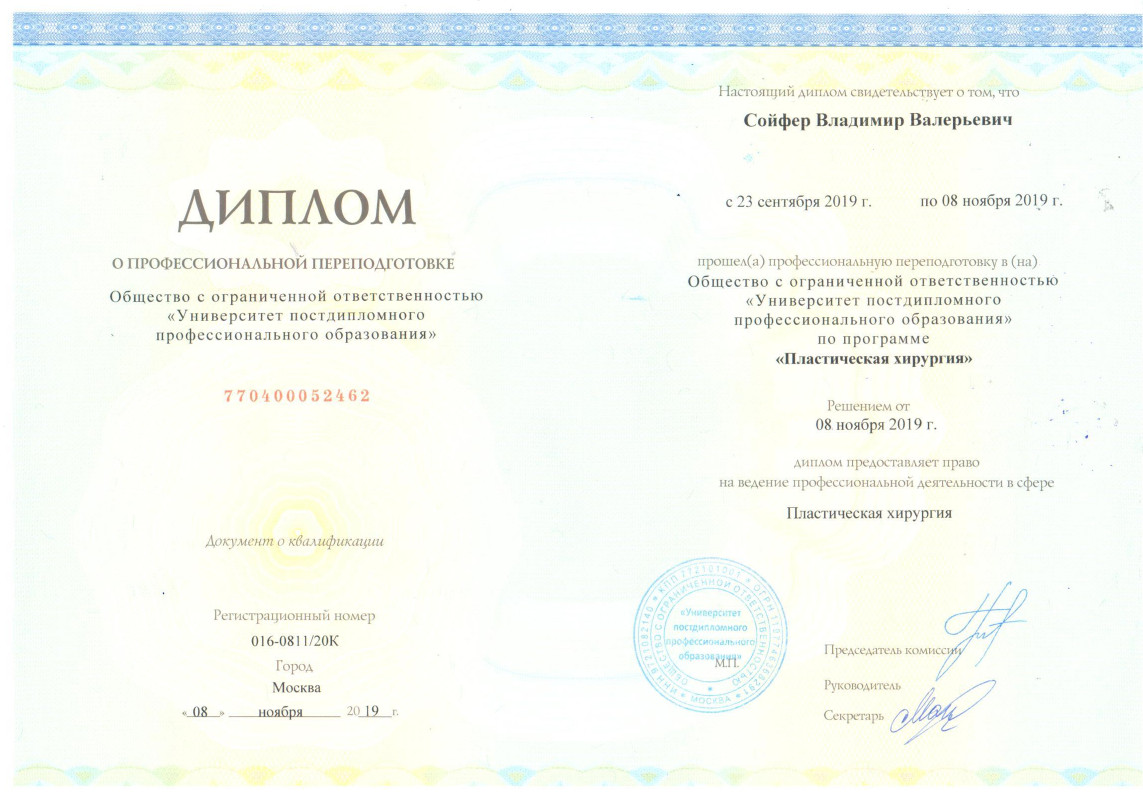 ДИПЛОМ
О ПРОФЕССИОНАЛЬНОЙ ПЕРЕПОДГОТОВКЕ
Общество с ограниченной ответственностью
«Университет постдипломного
профессионального образования»
770400052462
Документ о квалификации
Регистрационный номер
016-0811/20К
Город
Москва
« 08 » ноября 20 19 г.
Настоящий диплом свидетельствует о том, что
Сойфер Владимир Валерьевич
с 23 сентября 2019 г. по 08 ноября 2019 г.
прошел(а) профессиональную переподготовку в (на)
Общество с ограниченной ответственностью
«Университет постдипломного
профессионального образования»
по программе
«Пластическая хирургия»
Решением от
08 ноября 2019 г.
диплом предоставляет право
на ведение профессиональной деятельности в сфере
Пластическая хирургия
ОБЩЕСТВО С ОГРАНИЧЕННОЙ ОТВЕТСТВЕННОСТЬЮ
МОСКВА
«Университет
постдипломного
профессионального
образования»
М.П.
Председатель комиссии
Руководитель
Секретарь